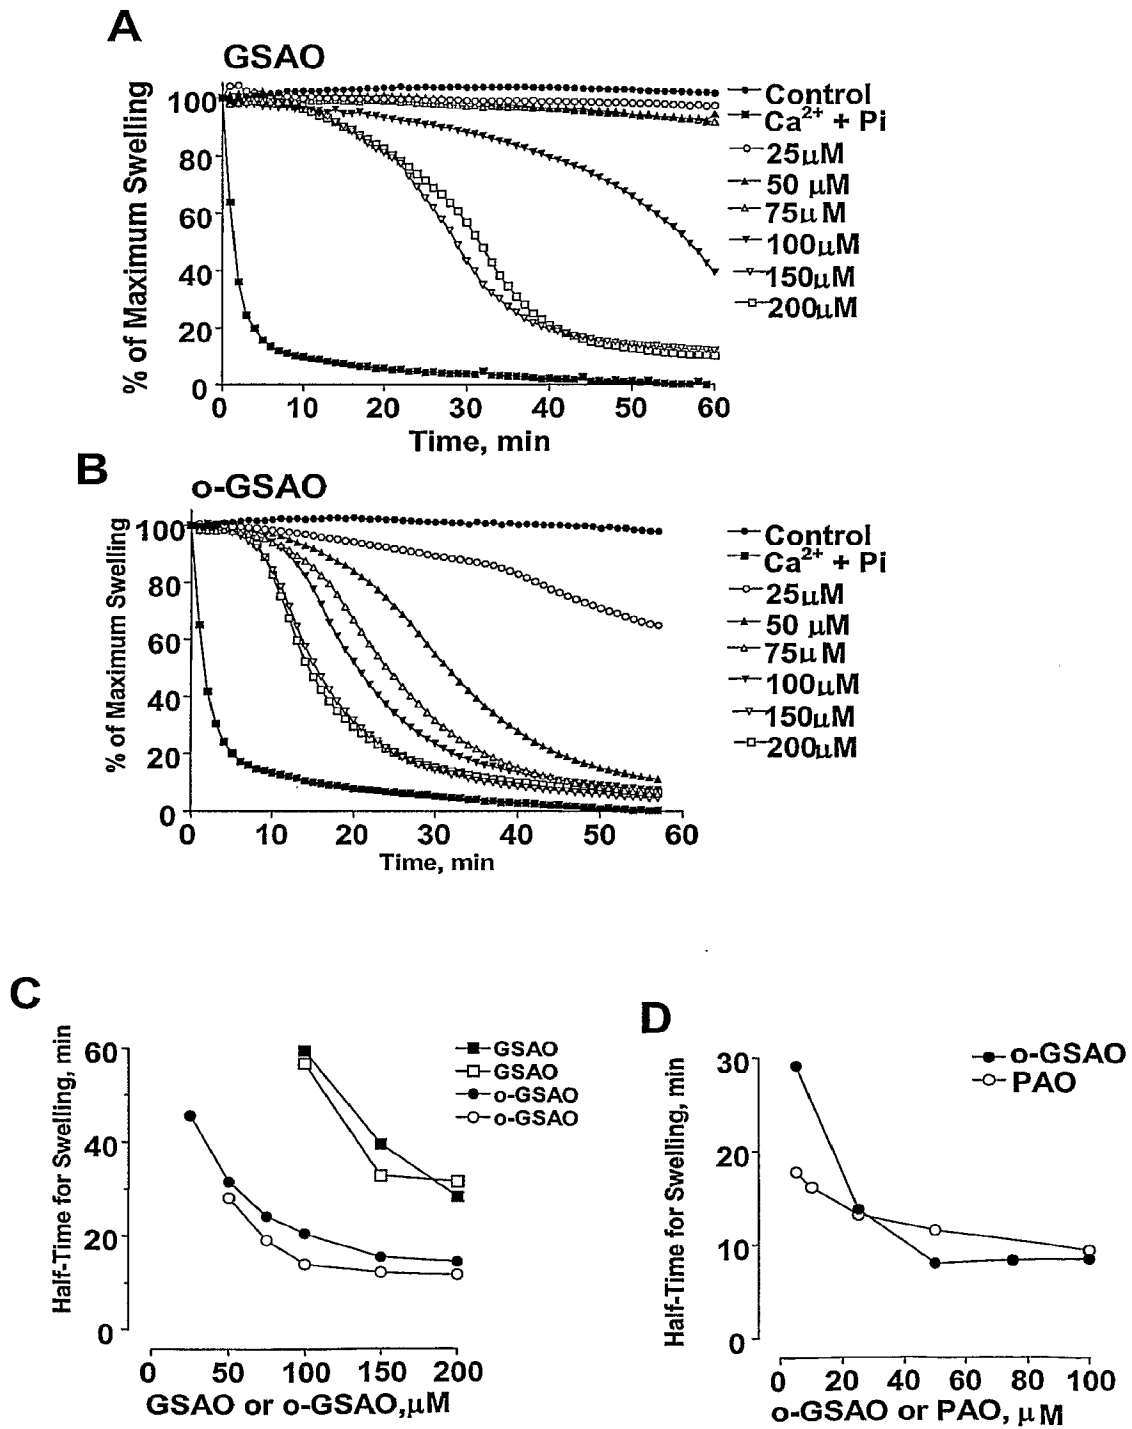 A
GSAO
% of Maximum Swelling
100
80
60
40
20
0
0 10 20 30 40 50 60
Time, min
Control
Ca2+ + Pi
25µM
50 µM
75µM
100µM
150µM
200µM
B
o-GSAO
% of Maximum Swelling
100
80
60
40
20
0
0 10 20 30 40 50 60
Time, min
Control
Ca2+ + Pi
25µM
50 µM
75µM
100µM
150µM
200µM
C
Half-Time for Swelling, min
60
40
20
0
0 50 100 150 200
GSAO or o-GSAO,µM
GSAO
GSAO
o-GSAO
o-GSAO
D
Half-Time for Swelling, min
30
20
10
0
0 20 40 60 80 100
o-GSAO or PAO, µM
o-GSAO
PAO